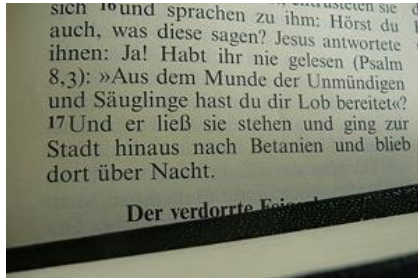 sich 16und sprachen zu ihm: Hörst du
auch, was diese sagen? Jesus antwortete
ihnen: Ja! Habt ihr nie gelesen (Psalm
8,3): »Aus dem Munde der Unmündigen
und Säuglinge hast du dir Lob bereitet«?
17Und er ließ sie stehen und ging zur
Stadt hinaus nach Betanien und blieb
dort über Nacht.
Der verdorrte